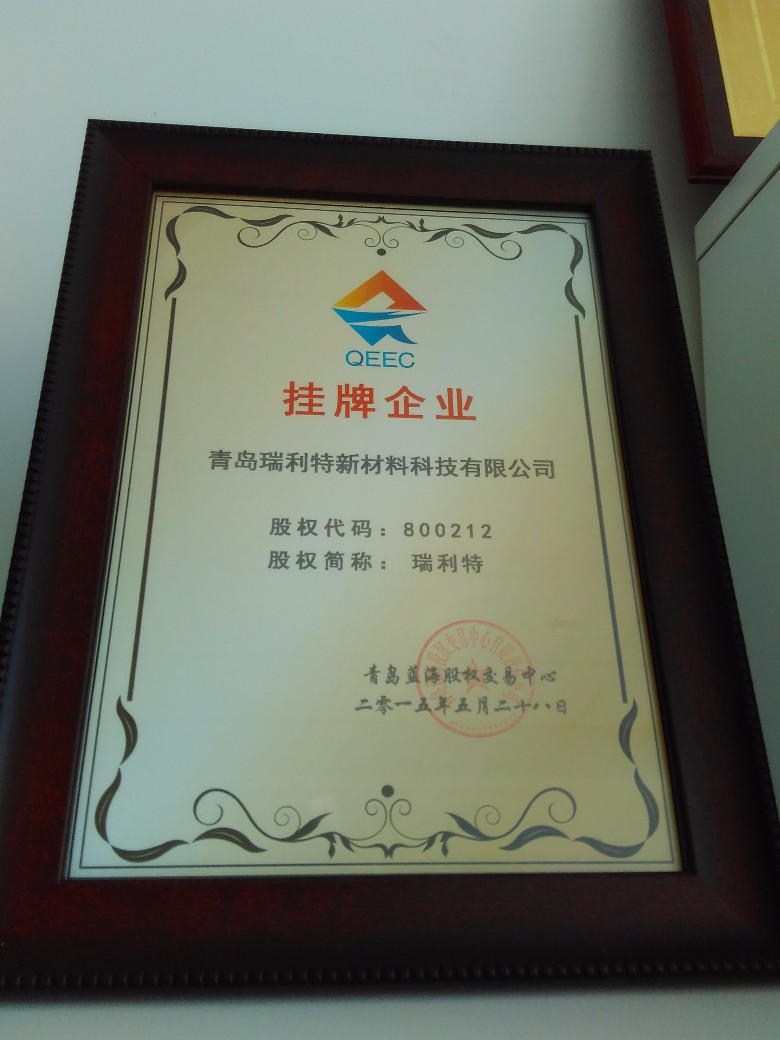 QEEC
挂牌企业
青岛瑞利特新材料科技有限公司
股权代码：800212
股权简称： 瑞利特
青岛蓝海股权交易中心
二零一五年五月二十八日